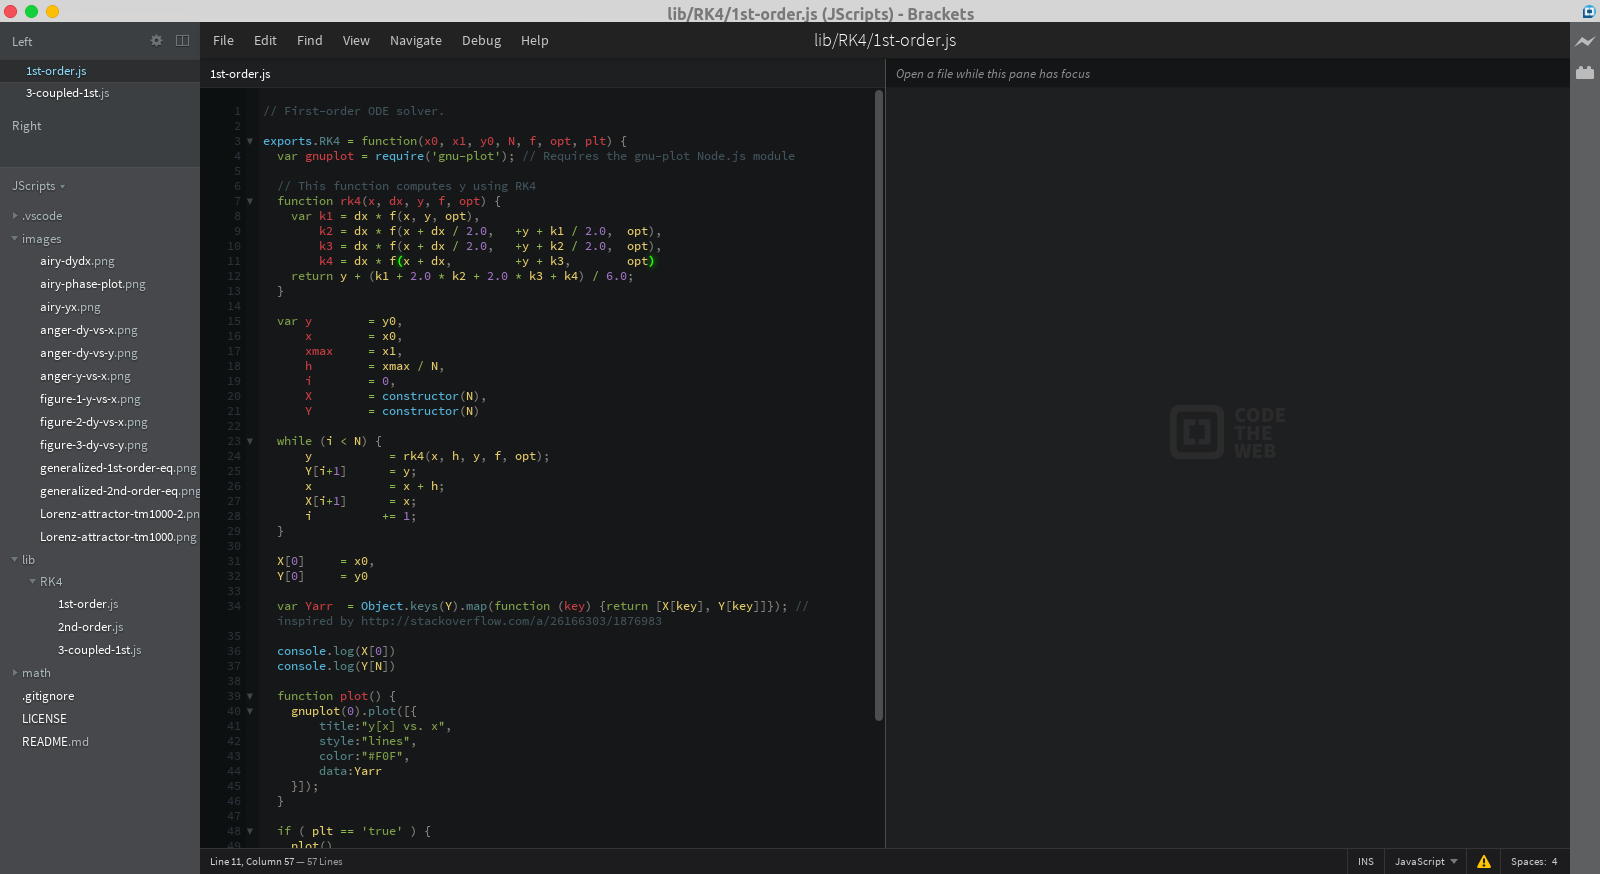 lib/RK4/1st-order.js (JScripts) - Brackets
File Edit Find View Navigate Debug Help
lib/RK4/1st-order.js
Left
1st-order.js
3-coupled-1st.js
Right
JScripts
.vscode
images
airy-dydx.png
airy-phase-plot.png
airy-yx.png
anger-dy-vs-x.png
anger-dy-vs-y.png
anger-y-vs-x.png
figure-1-y-vs-x.png
figure-2-dy-vs-x.png
figure-3-dy-vs-y.png
generalized-1st-order-eq.png
generalized-2nd-order-eq.png
Lorenz-attractor-tm1000-2.pn
Lorenz-attractor-tm1000.png
lib
RK4
1st-order.js
2nd-order.js
3-coupled-1st.js
math
.gitignore
LICENSE
README.md
1st-order.js
1 // First-order ODE solver.
2
3 exports.RK4 = function(x0, x1, y0, N, f, opt, plt) {
4 var gnuplot = require('gnu-plot'); // Requires the gnu-plot Node.js module
5
6 // This function computes y using RK4
7 function rk4(x, dx, y, f, opt) {
8 var k1 = dx * f(x, y, opt),
9 k2 = dx * f(x + dx / 2.0, +y + k1 / 2.0, opt),
10 k3 = dx * f(x + dx / 2.0, +y + k2 / 2.0, opt),
11 k4 = dx * f(x + dx, +y + k3, opt)
12 return y + (k1 + 2.0 * k2 + 2.0 * k3 + k4) / 6.0;
13 }
14
15 var y = y0,
16 x = x0,
17 xmax = x1,
18 h = xmax / N,
19 i = 0,
20 X = constructor(N),
21 Y = constructor(N)
22
23 while (i < N) {
24 y = rk4(x, h, y, f, opt);
25 Y[i+1] = y;
26 x = x + h;
27 X[i+1] = x;
28 i += 1;
29 }
30
31 X[0] = x0,
32 Y[0] = y0
33
34 var Yarr = Object.keys(Y).map(function (key) {return [X[key], Y[key]]}); //
inspired by http://stackoverflow.com/a/26166303/1876983
35
36 console.log(X[0])
37 console.log(Y[N])
38
39 function plot() {
40 gnuplot(0).plot([{
41 title:"y[x] vs. x",
42 style:"lines",
43 color:"#F0F",
44 data:Yarr
45 }]);
46 }
47
48 if ( plt == 'true' ) {
49 plot()
Open a file while this pane has focus
CODE
THE
WEB
Line 11, Column 57 — 57 Lines
INS JavaScript Spaces: 4